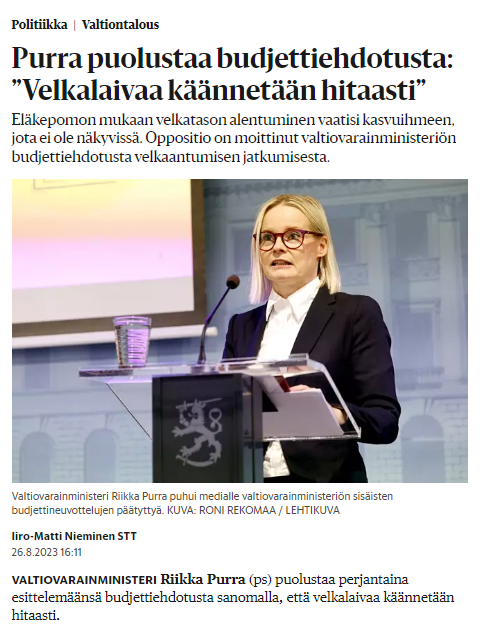 Politiikka | Valtiontalous
Purra puolustaa budjettiehdotusta:
”Velkalaivaa käännetään hitaasti”
Eläkepomon mukaan velkatason alentuminen vaatisi kasvuihmeen,
jota ei ole näkyvissä. Oppositio on moittinut valtiovarainministeriön
budjettiehdotusta velkaantumisen jatkumisesta.
Valtiovarainministeri Riikka Purra puhui medialle valtiovarainministeriön sisäisten
budjettineuvottelujen päätyttyä. KUVA: RONI REKOMAA / LEHTIKUVA
Iiro-Matti Nieminen STT
26.8.2023 16:11
VALTIOVARAINMINISTERI Riikka Purra (ps) puolustaa perjantaina
esittelemäänsä budjettiehdotusta sanomalla, että velkalaivaa käännetään
hitaasti.